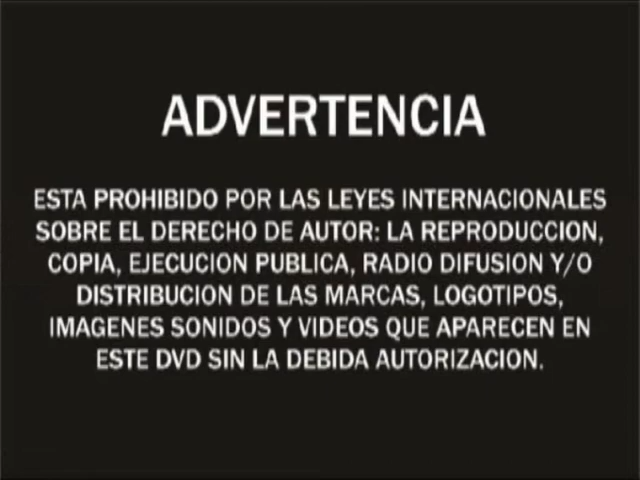 ADVERTENCIA
ESTA PROHIBIDO POR LAS LEYES INTERNACIONALES
SOBRE EL DERECHO DE AUTOR: LA REPRODUCCION,
COPIA, EJECUCION PUBLICA, RADIO DIFUSION Y/O
DISTRIBUCION DE LAS MARCAS, LOGOTIPOS,
IMAGENES SONIDOS Y VIDEOS QUE APARECEN EN
ESTE DVD SIN LA DEBIDA AUTORIZACION.